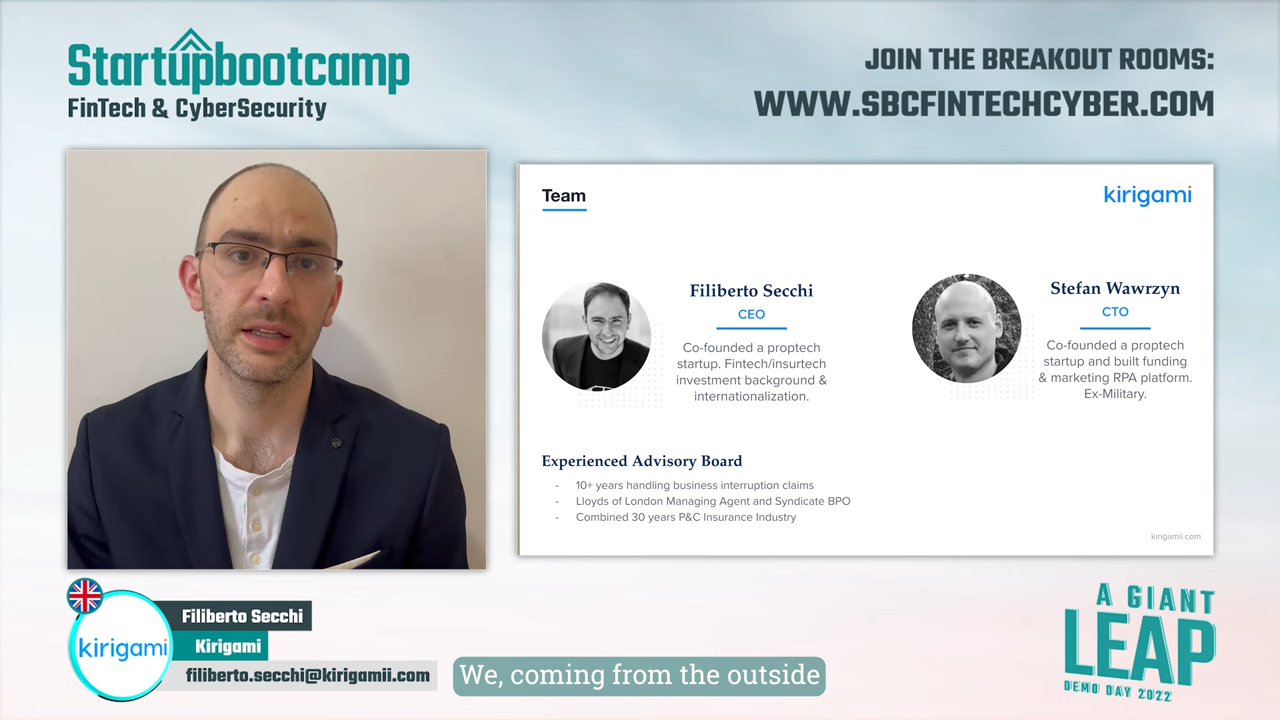 Startupbootcamp
FinTech & CyberSecurity
JOIN THE BREAKOUT ROOMS:
WWW.SBCFINTECHCYBER.COM
Team
kirigami
Filiberto Secchi
CEO
Co-founded a proptech
startup. Fintech/insurtech
investment background &
internationalization.
Stefan Wawrzyn
CTO
Co-founded a proptech
startup and built funding
& marketing RPA platform.
Ex-Military.
Experienced Advisory Board
- 10+ years handling business interruption claims
- Lloyds of London Managing Agent and Syndicate BPO
- Combined 30 years P&C Insurance Industry
kirigamii.com
kirigami
Filiberto Secchi
Kirigami
filiberto.secchi@kirigamii.com
We, coming from the outside
A GIANT
LEAP
DEMO DAY 2022